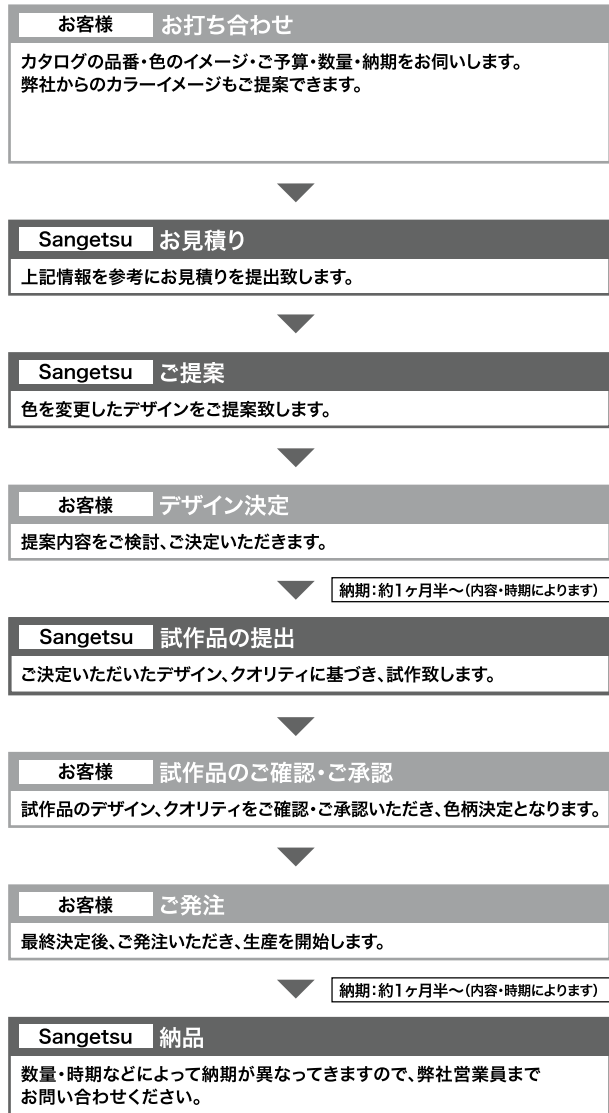 お客様 お打ち合わせ
カタログの品番・色のイメージ・ご予算・数量・納期をお伺いします。
弊社からのカラーイメージもご提案できます。
Sangetsu お見積り
上記情報を参考にお見積りを提出致します。
Sangetsu ご提案
色を変更したデザインをご提案致します。
お客様 デザイン決定
提案内容をご検討、ご決定いただきます。
納期：約1ヶ月半〜（内容・時期によります）
Sangetsu 試作品の提出
ご決定いただいたデザイン、クオリティに基づき、試作致します。
お客様 試作品のご確認・ご承認
試作品のデザイン、クオリティをご確認・ご承認いただき、色柄決定となります。
お客様 ご発注
最終決定後、ご発注いただき、生産を開始します。
納期：約1ヶ月半〜（内容・時期によります）
Sangetsu 納品
数量・時期などによって納期が異なってきますので、弊社営業員まで
お問い合わせください。